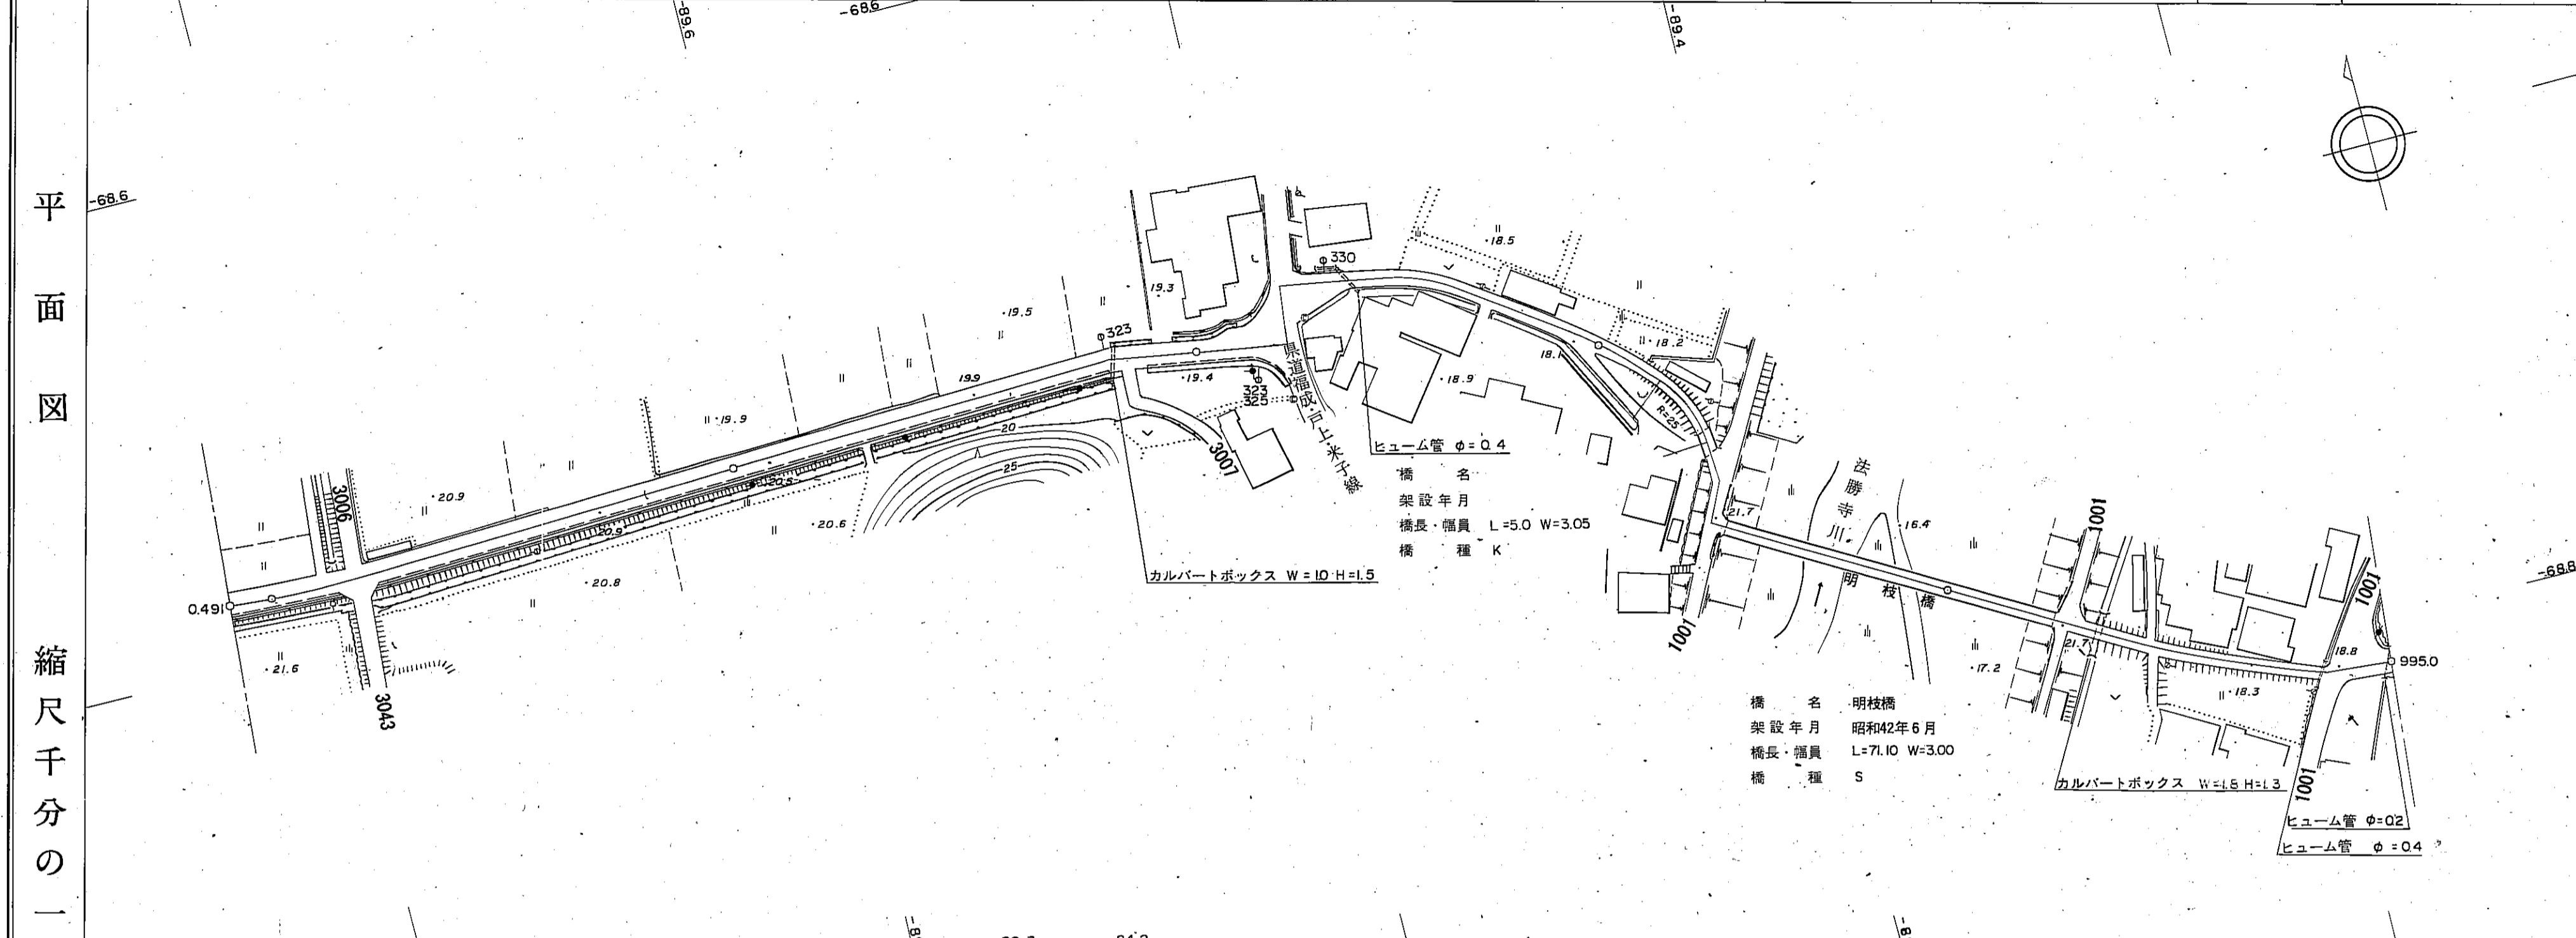 平面図
縮尺千分の一
-89.6
-68.6
-89.4
-68.6
330
18.5
19.3
19.5
323
18.2
18.1
19.9
19.4
323
325
18.9
R=25
県道福成・戸上・米子線
19.9
20
25
3007
ヒューム管 φ=0.4
橋 名
架設年月
橋長・幅員 L=5.0 W=3.05
橋 種 K
カルバートボックス W=1.0 H=1.5
3006
20.9
20.5
20.6
20.9
20.8
0.491
21.6
3043
法勝寺川
21.7
16.4
明枝橋
1001
1001
17.2
21.7
1001
18.8
995.0
18.3
-68.8
橋 名 明枝橋
架設年月 昭和42年6月
橋長・幅員 L=71.10 W=3.00
橋 種 S
カルバートボックス W=1.8 H=1.3
1001
ヒューム管 φ=0.2
ヒューム管 φ=0.4